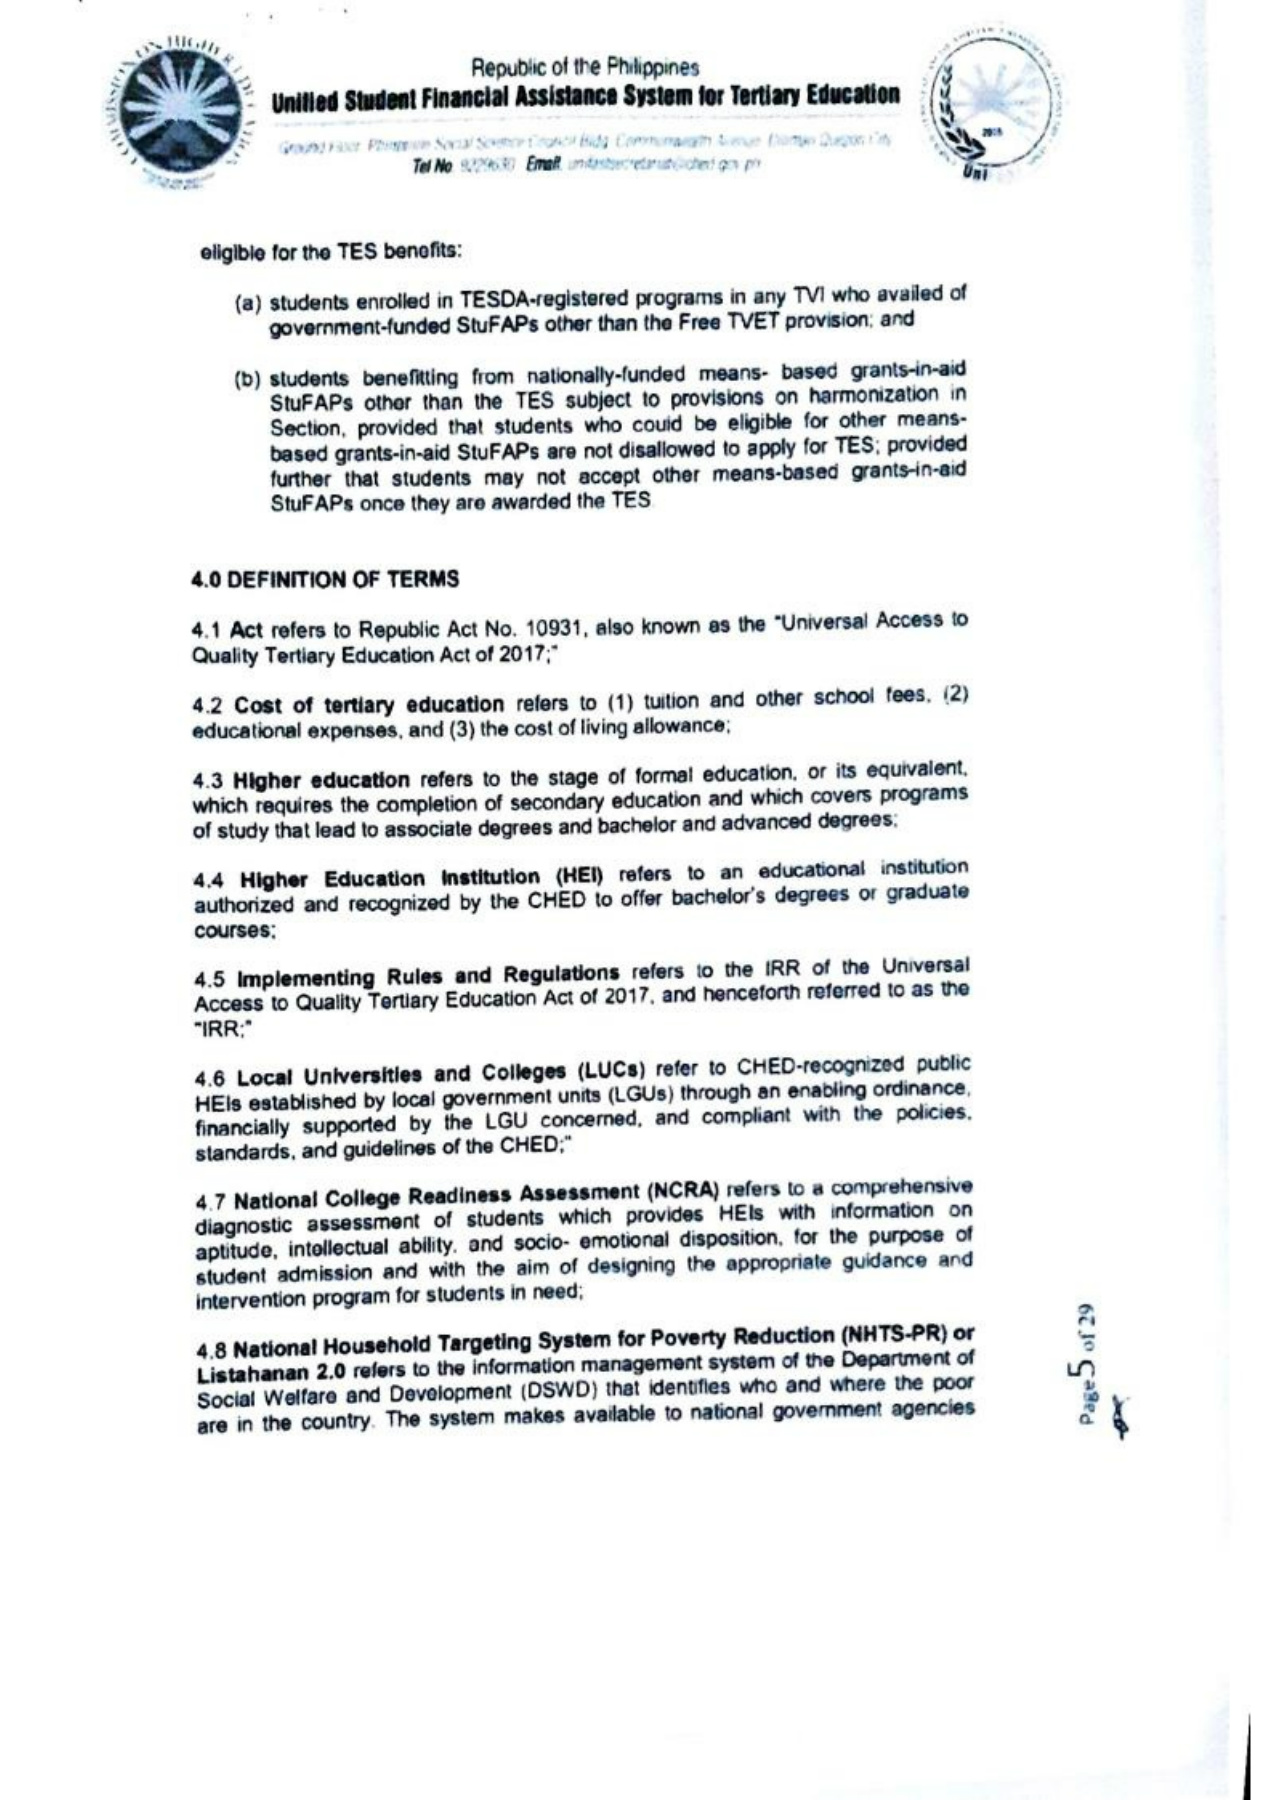 COMMISSION ON HIGHER EDUCATION
Republic of the Philippines
Unified Student Financial Assistance System for Tertiary Education
Ground Floor Philippine Social Science Council Bldg Commonwealth Avenue Diliman Quezon City
Tel No 9229630 Email: unifastsecretariat@ched.gov.ph
2015
Uni
eligible for the TES benefits:
(a) students enrolled in TESDA-registered programs in any TVI who availed of
government-funded StuFAPs other than the Free TVET provision; and
(b) students benefitting from nationally-funded means- based grants-in-aid
StuFAPs other than the TES subject to provisions on harmonization in
Section, provided that students who could be eligible for other means-
based grants-in-aid StuFAPs are not disallowed to apply for TES; provided
further that students may not accept other means-based grants-in-aid
StuFAPs once they are awarded the TES
4.0 DEFINITION OF TERMS
4.1 Act refers to Republic Act No. 10931, also known as the "Universal Access to
Quality Tertiary Education Act of 2017;"
4.2 Cost of tertiary education refers to (1) tuition and other school fees, (2)
educational expenses, and (3) the cost of living allowance;
4.3 Higher education refers to the stage of formal education, or its equivalent,
which requires the completion of secondary education and which covers programs
of study that lead to associate degrees and bachelor and advanced degrees;
4.4 Higher Education Institution (HEI) refers to an educational institution
authorized and recognized by the CHED to offer bachelor's degrees or graduate
courses;
4.5 Implementing Rules and Regulations refers to the IRR of the Universal
Access to Quality Tertiary Education Act of 2017, and henceforth referred to as the
"IRR;"
4.6 Local Universities and Colleges (LUCs) refer to CHED-recognized public
HEIs established by local government units (LGUs) through an enabling ordinance,
financially supported by the LGU concerned, and compliant with the policies,
standards, and guidelines of the CHED;"
4.7 National College Readiness Assessment (NCRA) refers to a comprehensive
diagnostic assessment of students which provides HEIs with information on
aptitude, intellectual ability, and socio- emotional disposition, for the purpose of
student admission and with the aim of designing the appropriate guidance and
intervention program for students in need;
4.8 National Household Targeting System for Poverty Reduction (NHTS-PR) or
Listahanan 2.0 refers to the information management system of the Department of
Social Welfare and Development (DSWD) that identifies who and where the poor
are in the country. The system makes available to national government agencies
Page 5 of 29